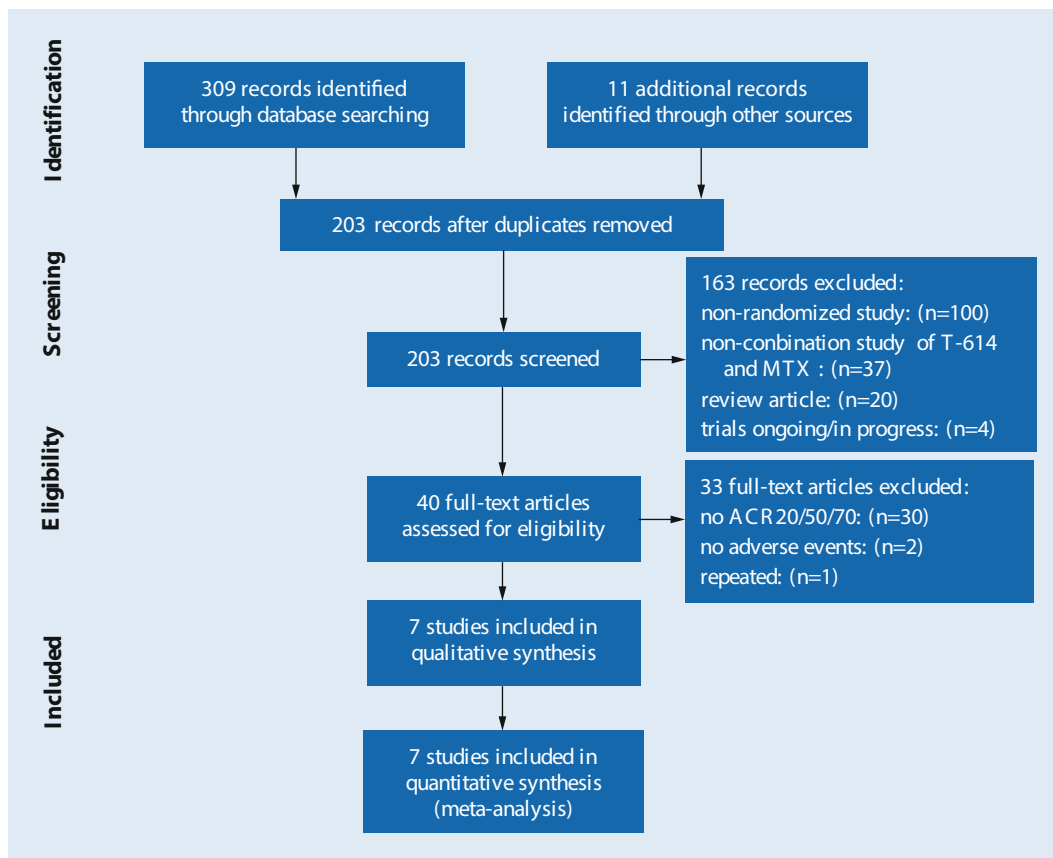 Identification
309 records identified
through database searching
11 additional records
identified through other sources
203 records after duplicates removed
Screening
203 records screened
163 records excluded:
non-randomized study: (n=100)
non-conbination study of T-614
and MTX : (n=37)
review article: (n=20)
trials ongoing/in progress: (n=4)
Eligibility
40 full-text articles
assessed for eligibility
33 full-text articles excluded:
no ACR20/50/70: (n=30)
no adverse events: (n=2)
repeated: (n=1)
Included
7 studies included in
qualitative synthesis
7 studies included in
quantitative synthesis
(meta-analysis)